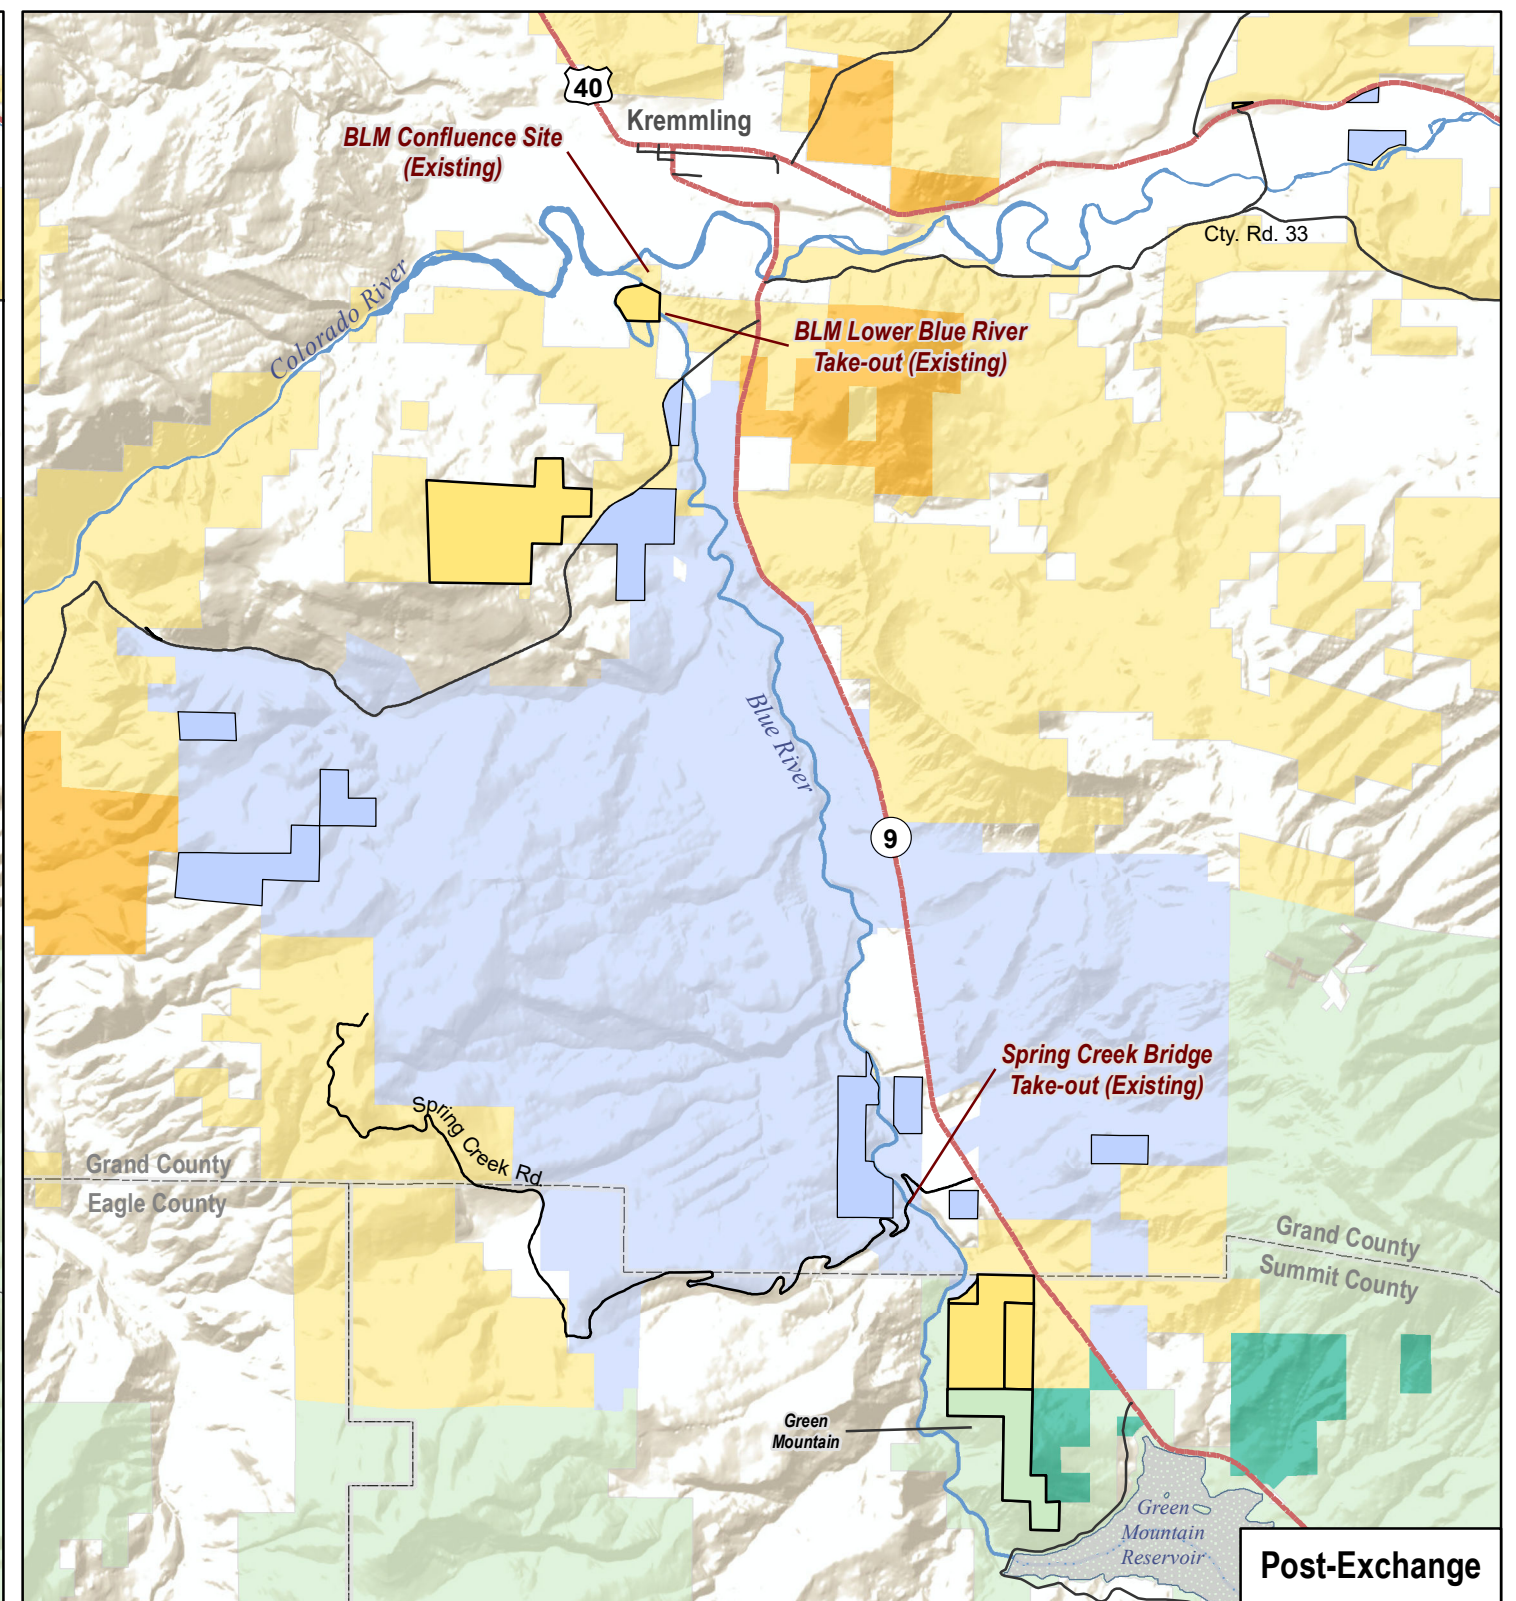 40
Kremmling
BLM Confluence Site
(Existing)
Cty. Rd. 33
Colorado River
BLM Lower Blue River
Take-out (Existing)
Blue River
9
Spring Creek Bridge
Take-out (Existing)
Spring Creek Rd
Grand County
Eagle County
Grand County
Summit County
Green
Mountain
Green
Mountain
Reservoir
Post-Exchange